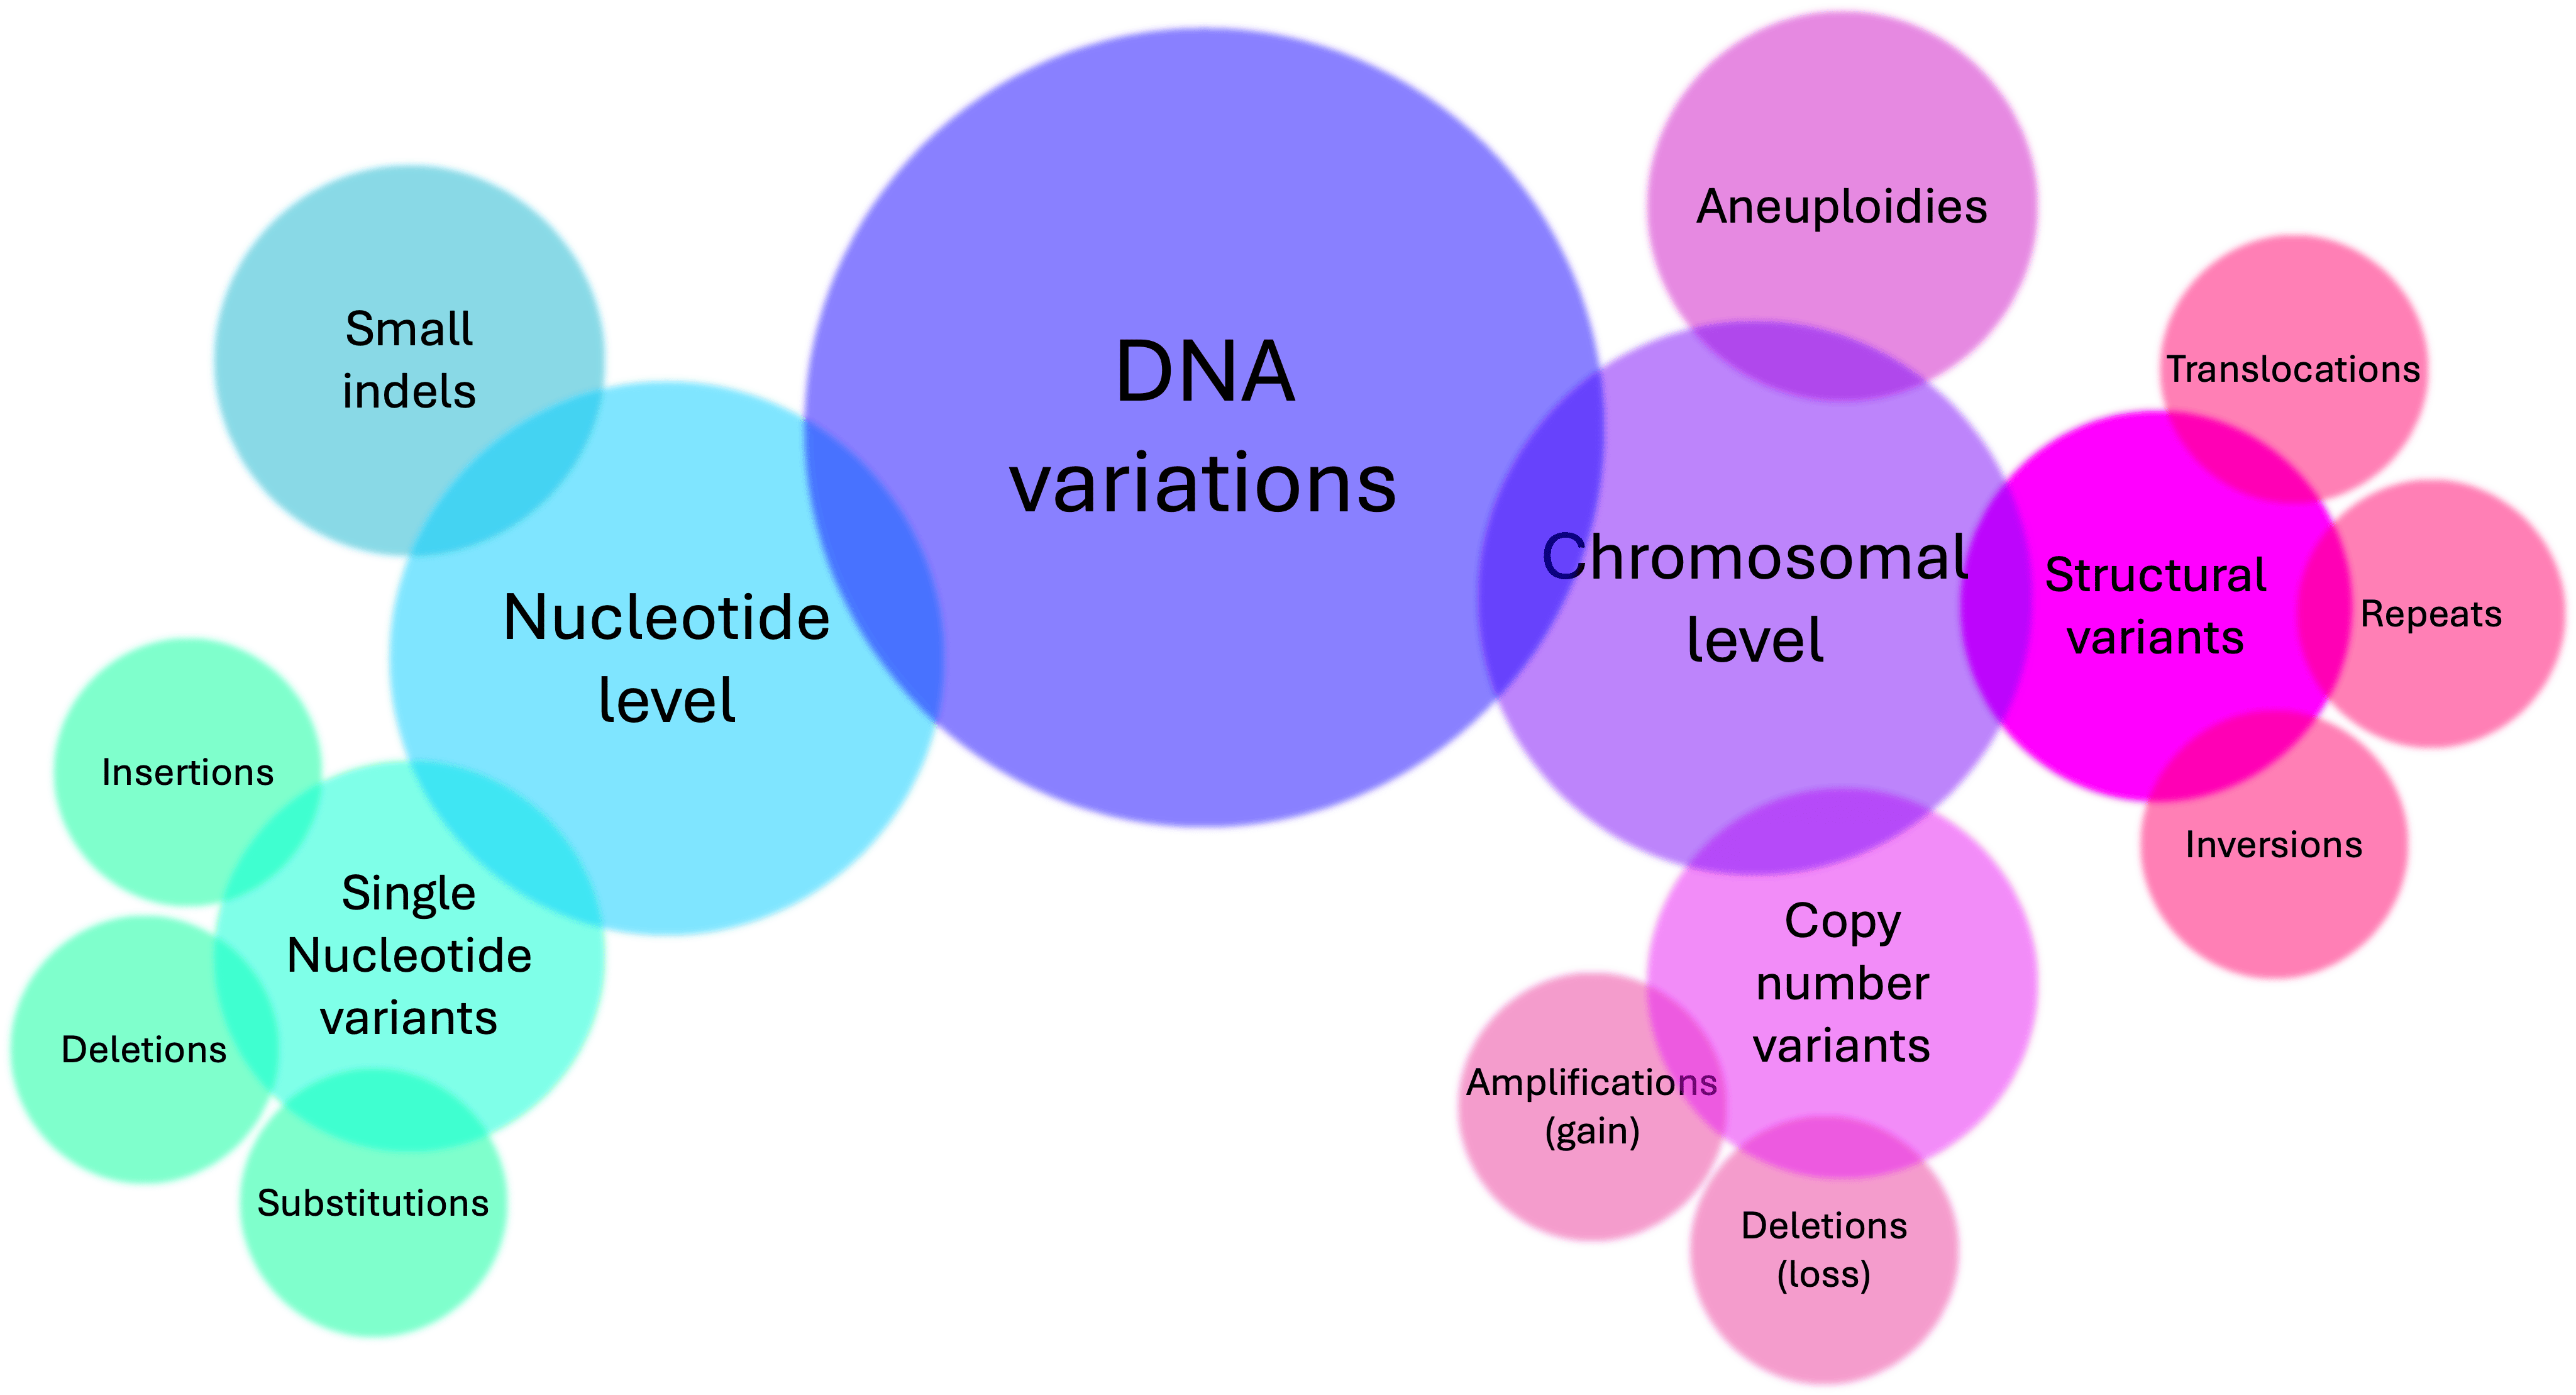 DNA
variations
Nucleotide
level
Small
indels
Single
Nucleotide
variants
Insertions
Deletions
Substitutions
Chromosomal
level
Aneuploidies
Structural
variants
Translocations
Repeats
Inversions
Copy
number
variants
Amplifications
(gain)
Deletions
(loss)